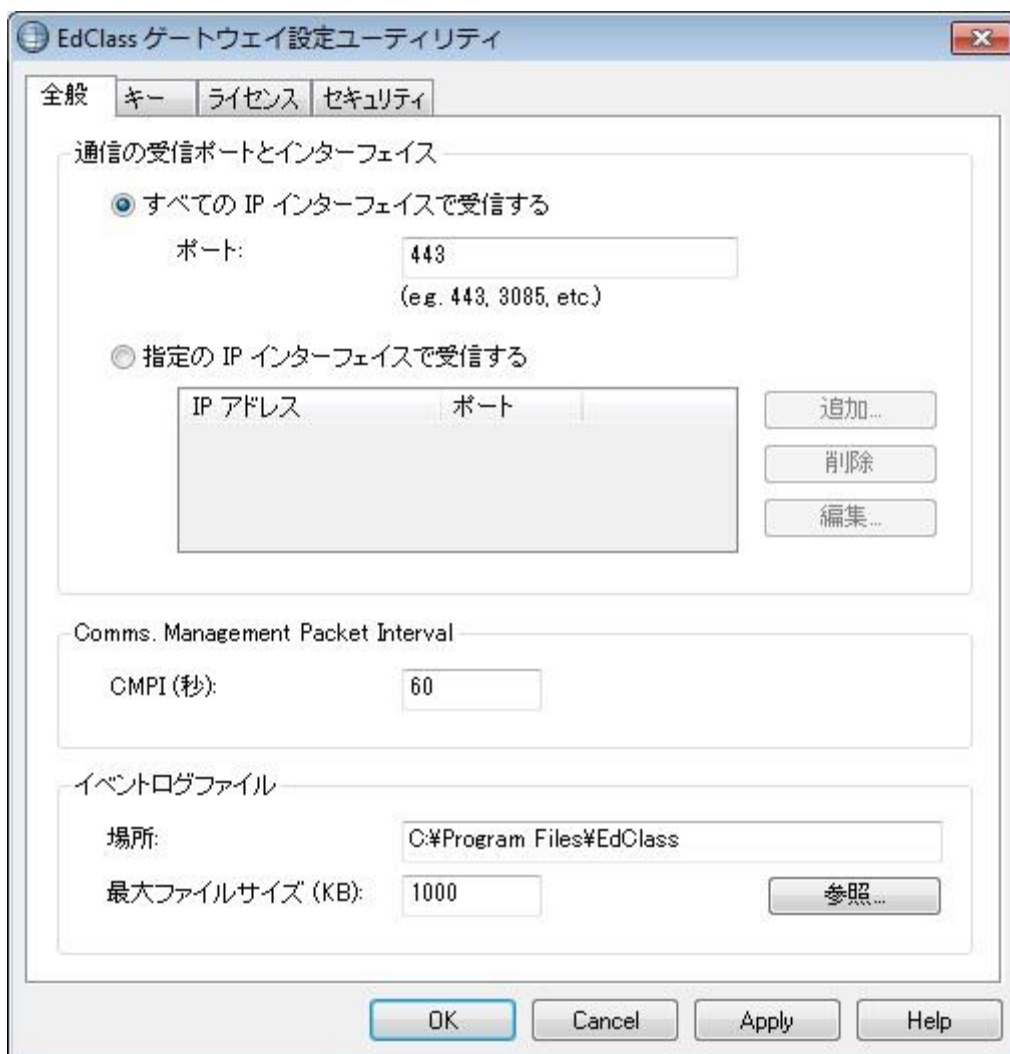 EdClass ゲートウェイ設定ユーティリティ
全般 キー ライセンス セキュリティ
通信の受信ポートとインターフェイス
すべての IP インターフェイスで受信する
ポート: 443
(e.g. 443, 3085, etc.)
指定の IP インターフェイスで受信する
IP アドレス ポート
追加...
削除
編集...
Comms. Management Packet Interval
CMPI (秒): 60
イベントログファイル
場所: C:¥Program Files¥EdClass
最大ファイルサイズ (KB): 1000 参照...
OK Cancel Apply Help